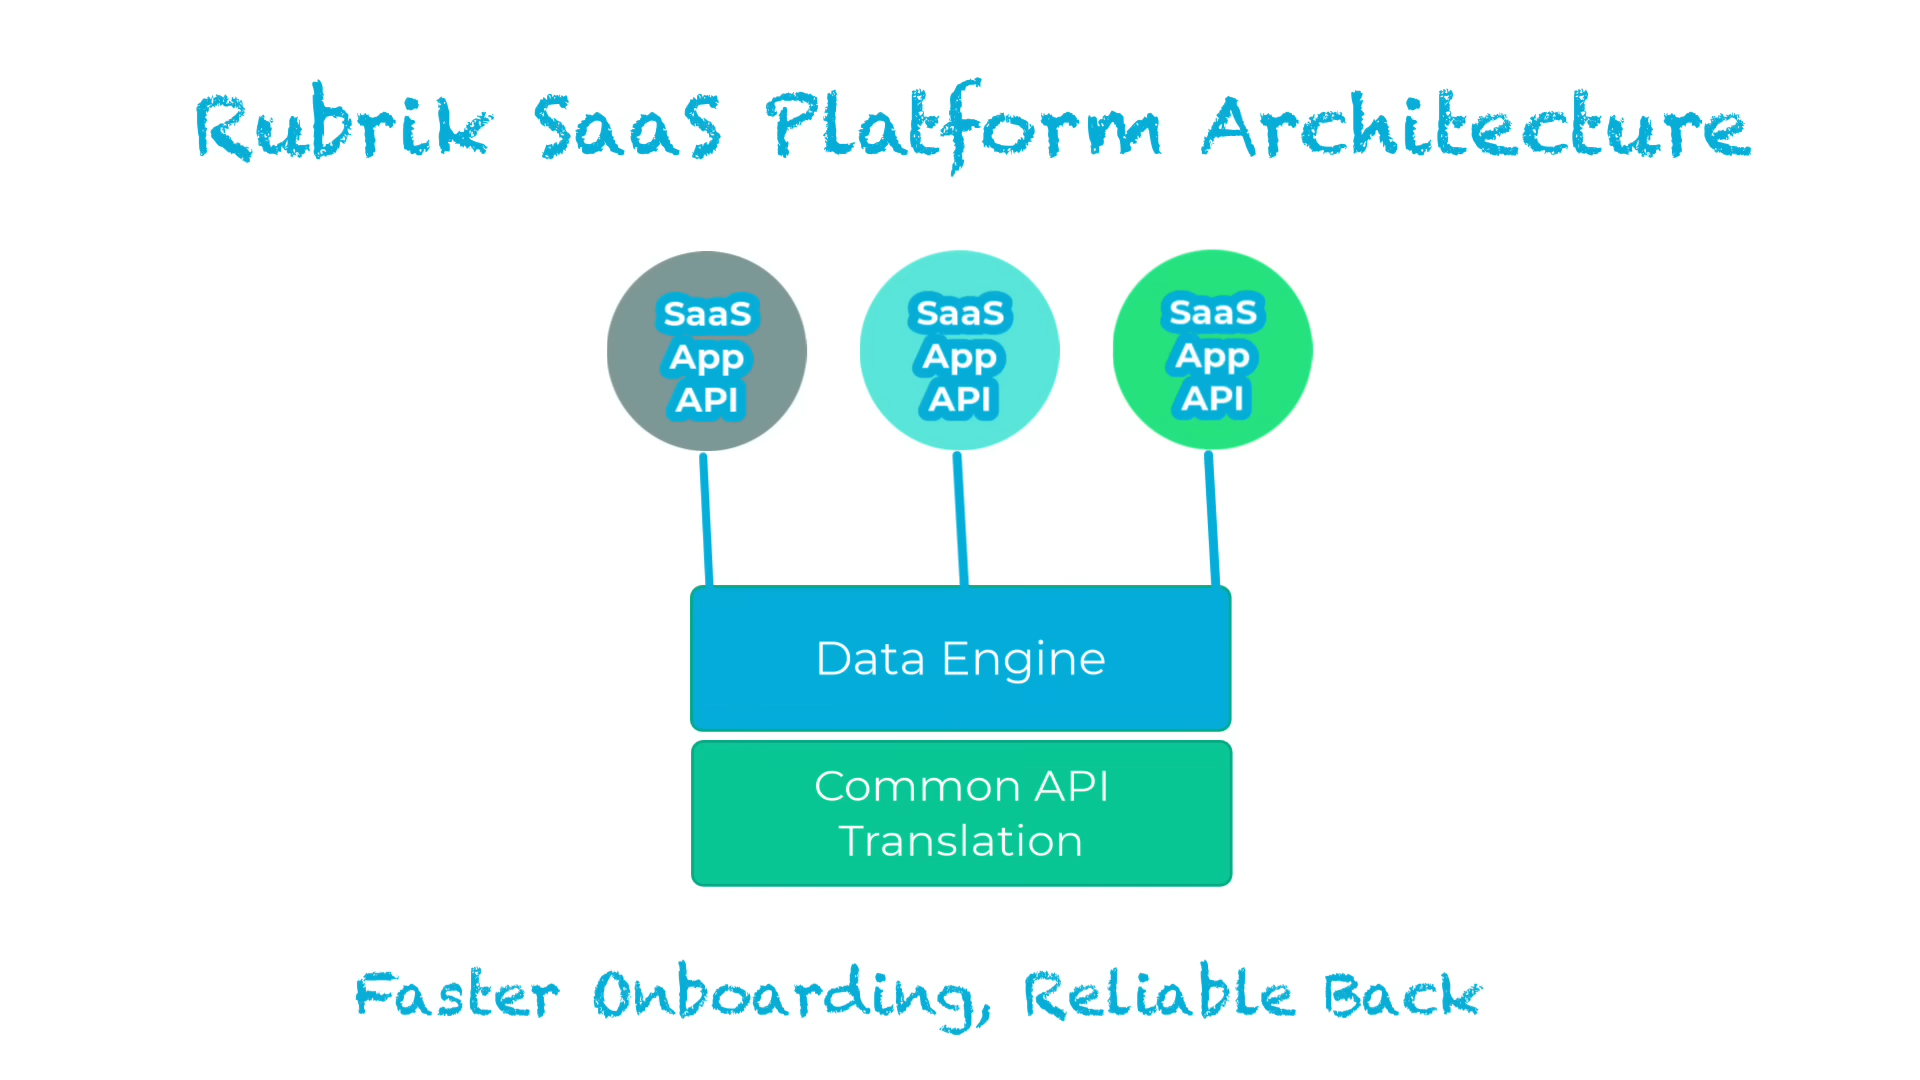 Rubrik SaaS Platform Architecture
SaaS
App
API
SaaS
App
API
SaaS
App
API
Data Engine
Common API
Translation
Faster Onboarding, Reliable Back